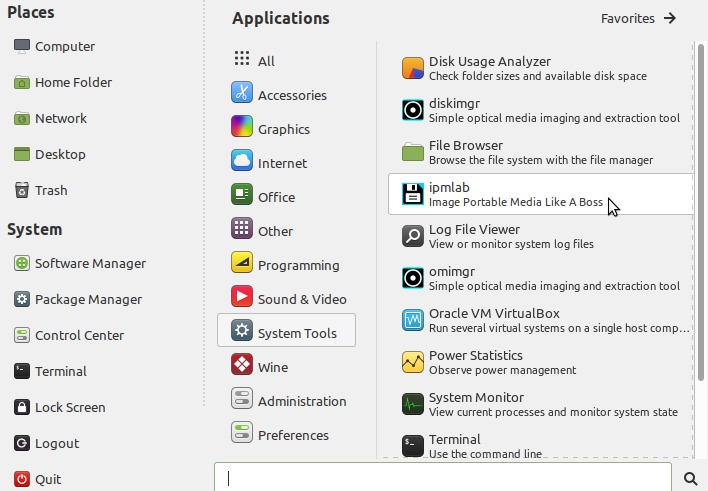 Places
Computer
Home Folder
Network
Desktop
Trash
System
Software Manager
Package Manager
Control Center
Terminal
Lock Screen
Logout
Quit
Applications
Favorites
All
Accessories
Graphics
Internet
Office
Other
Programming
Sound & Video
System Tools
Wine
Administration
Preferences
Disk Usage Analyzer
Check folder sizes and available disk space
diskimgr
Simple optical media imaging and extraction tool
File Browser
Browse the file system with the file manager
ipmlab
Image Portable Media Like A Boss
Log File Viewer
View or monitor system log files
omimgr
Simple optical media imaging and extraction tool
Oracle VM VirtualBox
Run several virtual systems on a single host comp...
Power Statistics
Observe power management
System Monitor
View current processes and monitor system state
Terminal
Use the command line